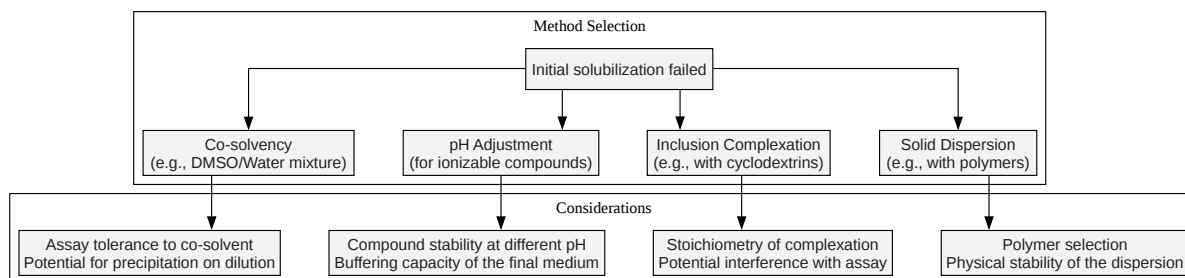 Method Selection
Initial solubilization failed
Co-solvency
(e.g., DMSO/Water mixture)
pH Adjustment
(for ionizable compounds)
Inclusion Complexation
(e.g., with cyclodextrins)
Solid Dispersion
(e.g., with polymers)
Considerations
Assay tolerance to co-solvent
Potential for precipitation on dilution
Compound stability at different pH
Buffering capacity of the final medium
Stoichiometry of complexation
Potential interference with assay
Polymer selection
Physical stability of the dispersion